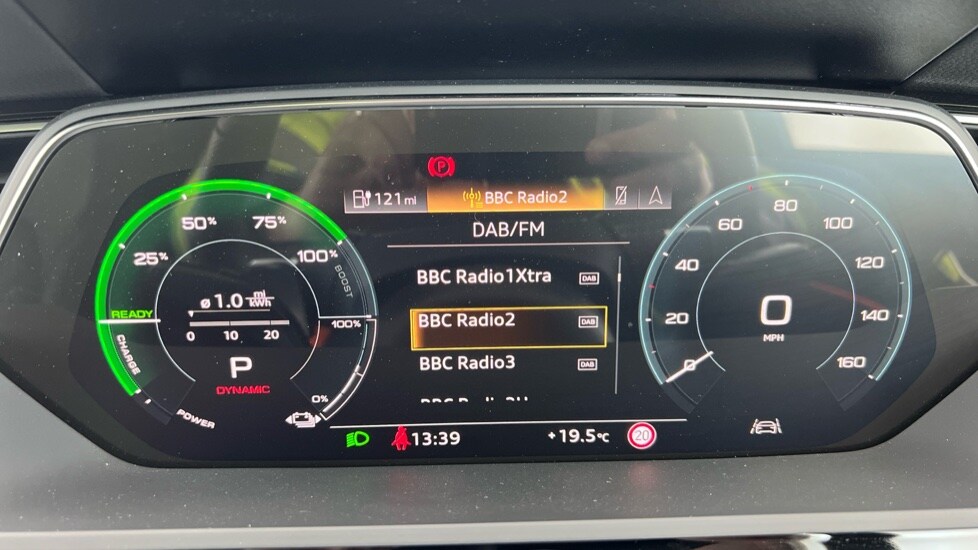 P
121 mi
BBC Radio2
DAB/FM
BBC Radio1Xtra DAB
BBC Radio2 DAB
BBC Radio3 DAB
25%
50%
75%
100%
BOOST
READY
CHARGE
POWER
ø 1.0 mi/kWh
0 10 20
P
DYNAMIC
100%
0%
0
20
40
60
80
100
120
140
160
0
MPH
13:39
+19.5°C
20